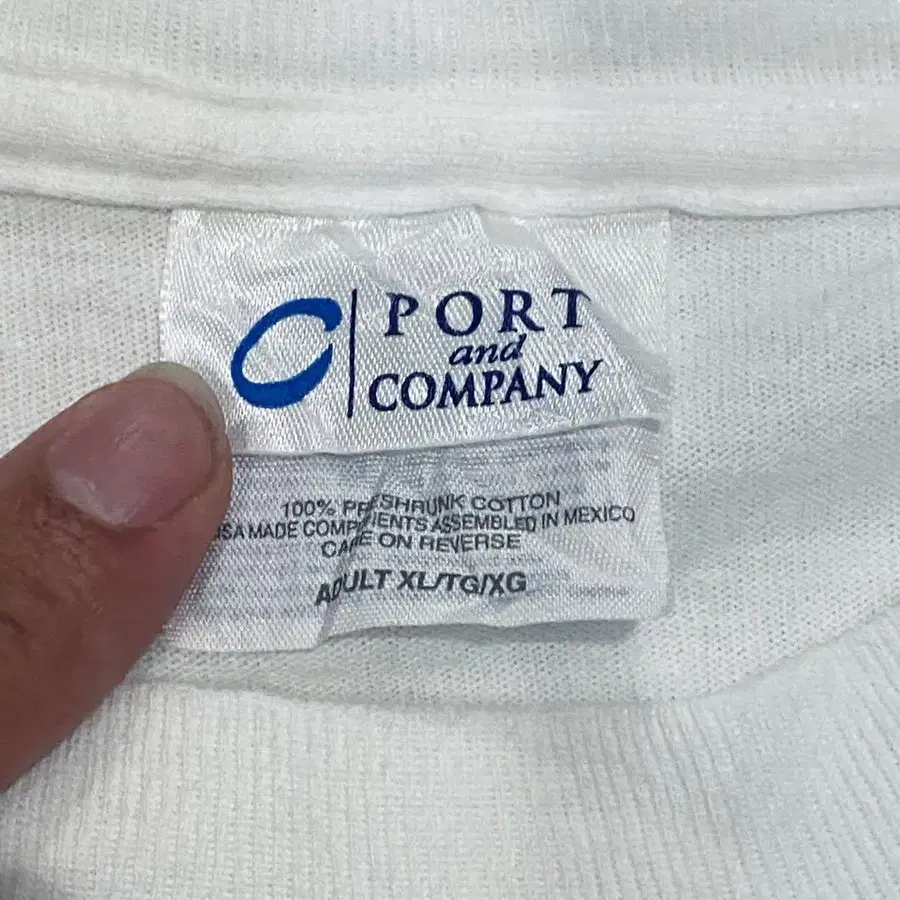 PORT
and
COMPANY
100% PRESHRUNK COTTON
USA MADE COMPONENTS ASSEMBLED IN MEXICO
CARE ON REVERSE
ADULT XL/TG/XG